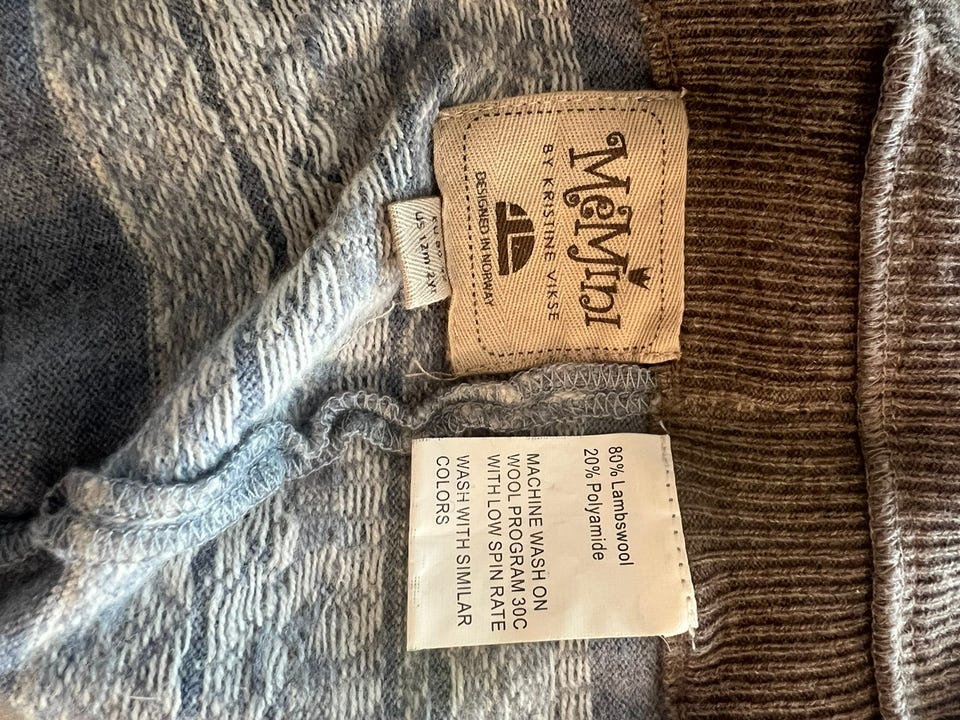 MeMini
BY KRISTINE VIKSE
DESIGNED IN NORWAY
80% Lambswool
20% Polyamide
MACHINE WASH ON
WOOL PROGRAM 30C
WITH LOW SPIN RATE
WASH WITH SIMILAR
COLORS